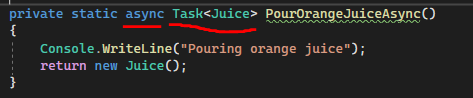 private static async Task<Juice> PourOrangeJuiceAsync()
{
    Console.WriteLine("Pouring orange juice");
    return new Juice();
}